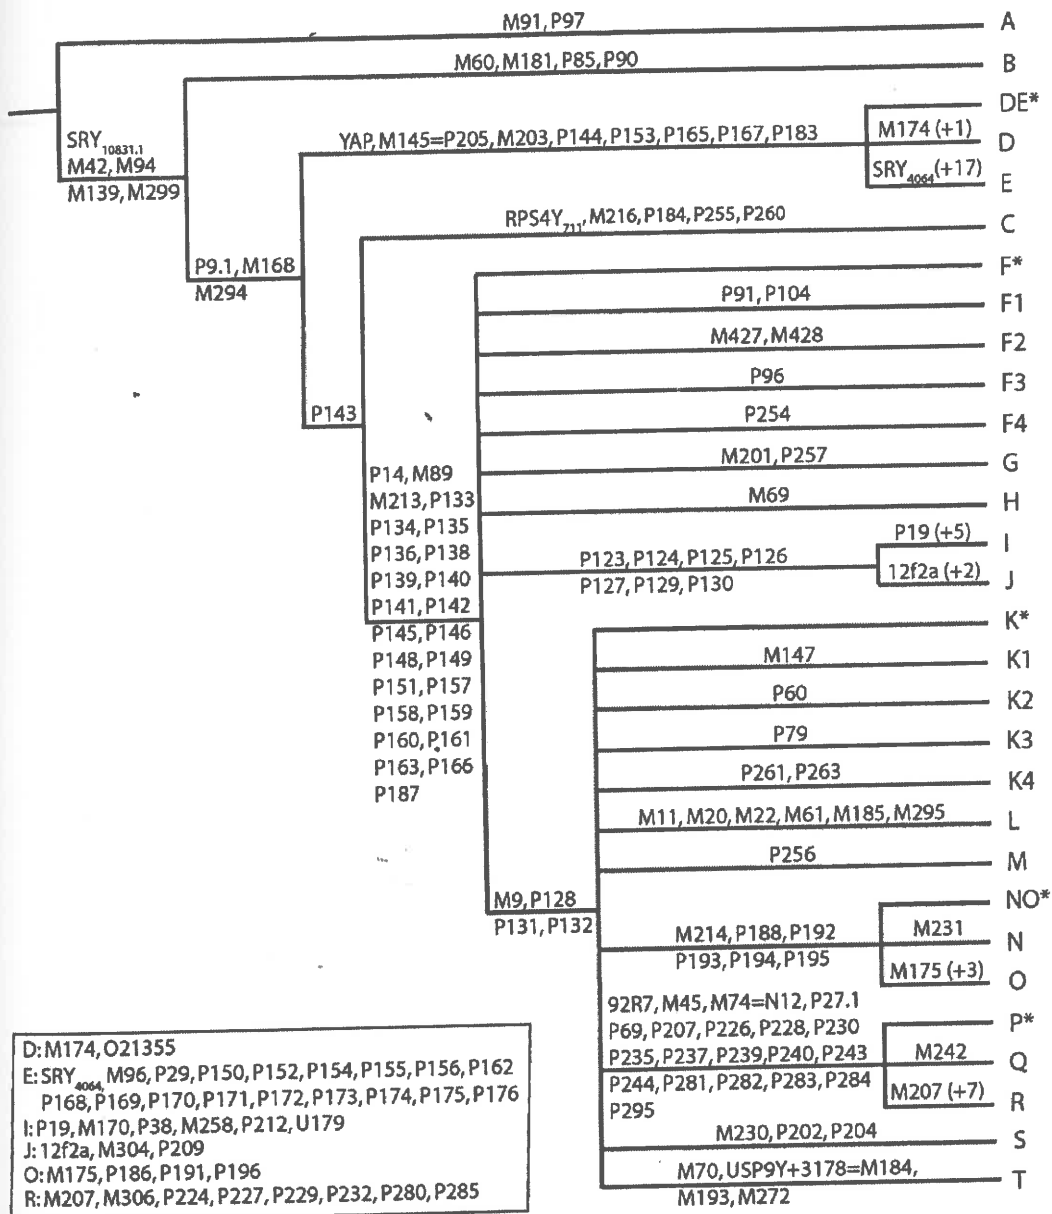 M91, P97 A
M60, M181, P85, P90 B
DE*
SRY10831.1
M42, M94
M139, M299
YAP, M145=P205, M203, P144, P153, P165, P167, P183
M174 (+1) D
SRY4064(+17) E
RPS4Y711, M216, P184, P255, P260 C
P9.1, M168
M294
F*
P91, P104 F1
M427, M428 F2
P96 F3
P143
P254 F4
M201, P257 G
M69 H
P14, M89
M213, P133
P134, P135
P136, P138
P139, P140
P141, P142
P145, P146
P148, P149
P151, P157
P158, P159
P160, P161
P163, P166
P187
P123, P124, P125, P126
P127, P129, P130
P19 (+5) I
12f2a (+2) J
K*
M147 K1
P60 K2
P79 K3
P261, P263 K4
M11, M20, M22, M61, M185, M295 L
P256 M
M9, P128
P131, P132
NO*
M214, P188, P192
P193, P194, P195
M231 N
M175 (+3) O
92R7, M45, M74=N12, P27.1
P69, P207, P226, P228, P230
P235, P237, P239, P240, P243
P244, P281, P282, P283, P284
P295
P*
M242 Q
M207 (+7) R
M230, P202, P204 S
M70, USP9Y+3178=M184,
M193, M272
T
D: M174, O21355
E: SRY4064, M96, P29, P150, P152, P154, P155, P156, P162
P168, P169, P170, P171, P172, P173, P174, P175, P176
I: P19, M170, P38, M258, P212, U179
J: 12f2a, M304, P209
O: M175, P186, P191, P196
R: M207, M306, P224, P227, P229, P232, P280, P285